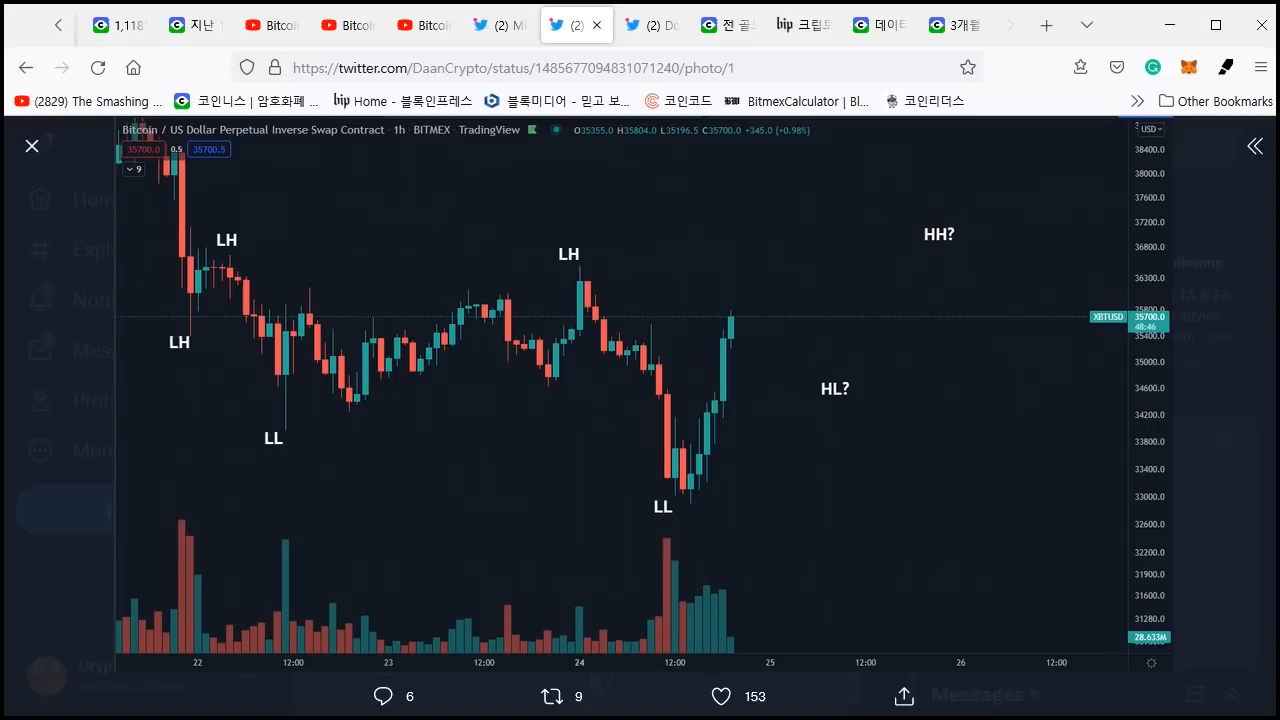 1,118
지난
Bitcoin
Bitcoi
Bitcoi
(2) Mi
(2)
(2) Do
전 골
bip 크립토
데이터
3개월
https://twitter.com/DaanCrypto/status/1485677094831071240/photo/1
(2829) The Smashing ...
코인니스 | 암호화폐 ...
bip Home - 블록인프레스
블록미디어 - 믿고 보...
코인코드
BitmexCalculator | Bl...
코인리더스
Other Bookmarks
Bitcoin / US Dollar Perpetual Inverse Swap Contract · 1h · BITMEX · TradingView
O35355.0 H35804.0 L35196.5 C35700.0 +345.0 (+0.98%)
USD
35700.0 0.5 35700.5
9
38400.0
38000.0
37600.0
37200.0
36800.0
36300.0
35800.0
XBTUSD 35700.0
48:46
35400.0
35000.0
34600.0
34200.0
33800.0
33400.0
33000.0
32600.0
32200.0
31900.0
31600.0
31280.0
28.633M
LH
LH
HH?
LH
HL?
LL
LL
22
12:00
23
12:00
24
12:00
25
12:00
26
12:00
6
9
153
Messages